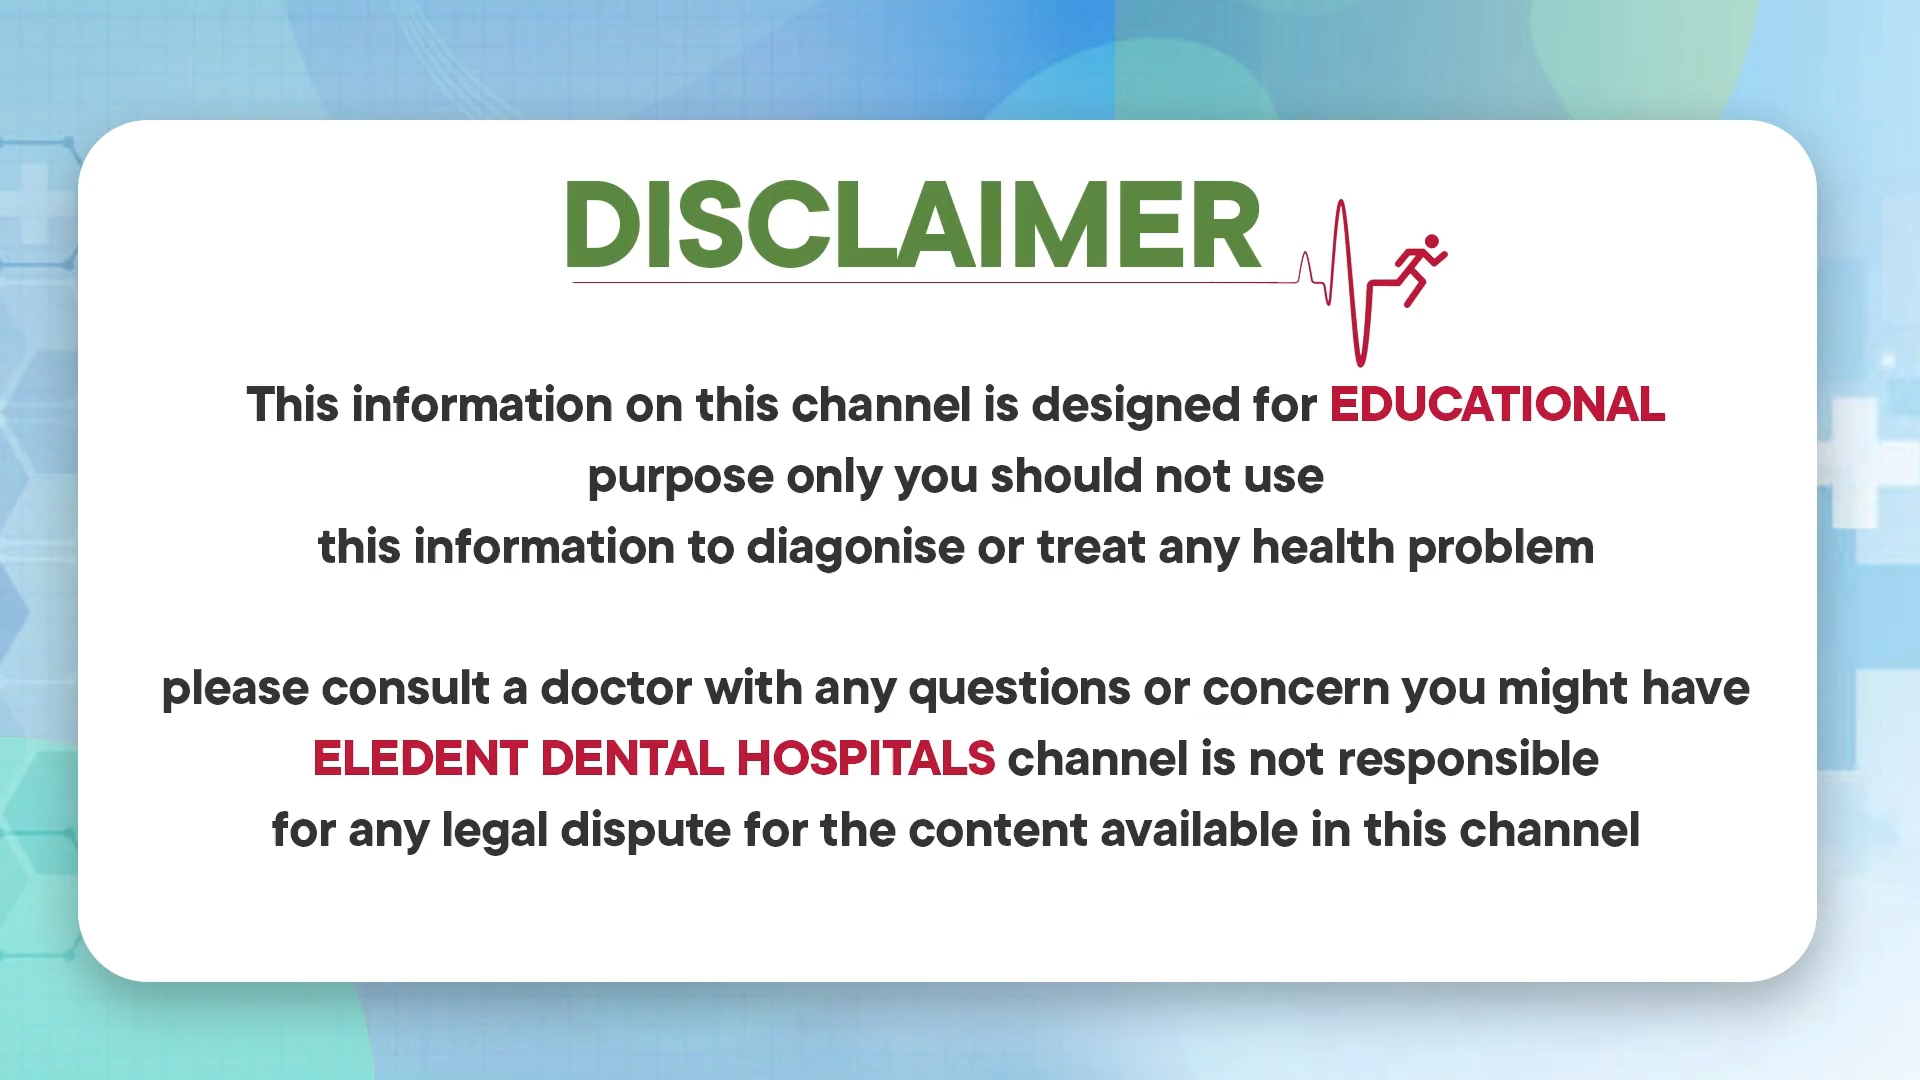 DISCLAIMER
This information on this channel is designed for EDUCATIONAL
purpose only you should not use
this information to diagonise or treat any health problem
please consult a doctor with any questions or concern you might have
ELEDENT DENTAL HOSPITALS channel is not responsible
for any legal dispute for the content available in this channel